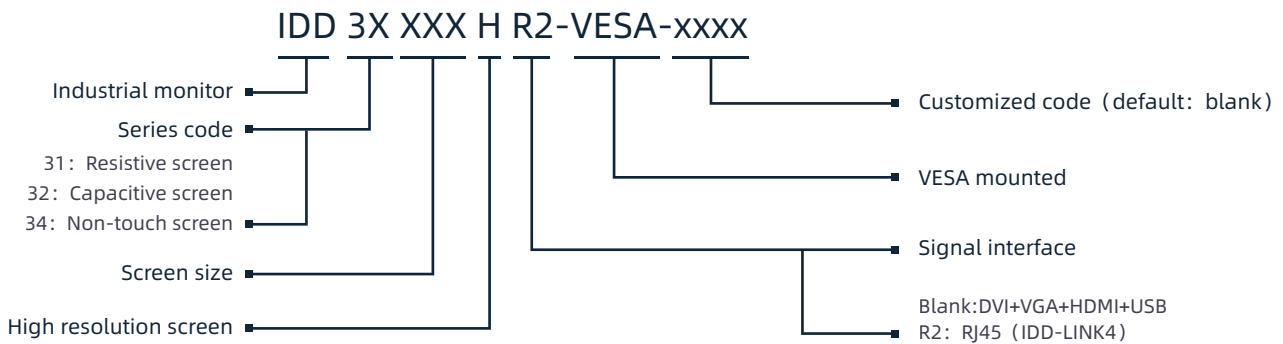 IDD 3X XXX H R2-VESA-xxxx
Industrial monitor
Series code
31: Resistive screen
32: Capacitive screen
34: Non-touch screen
Screen size
High resolution screen
Customized code (default: blank)
VESA mounted
Signal interface
Blank:DVI+VGA+HDMI+USB
R2: RJ45 (IDD-LINK4)